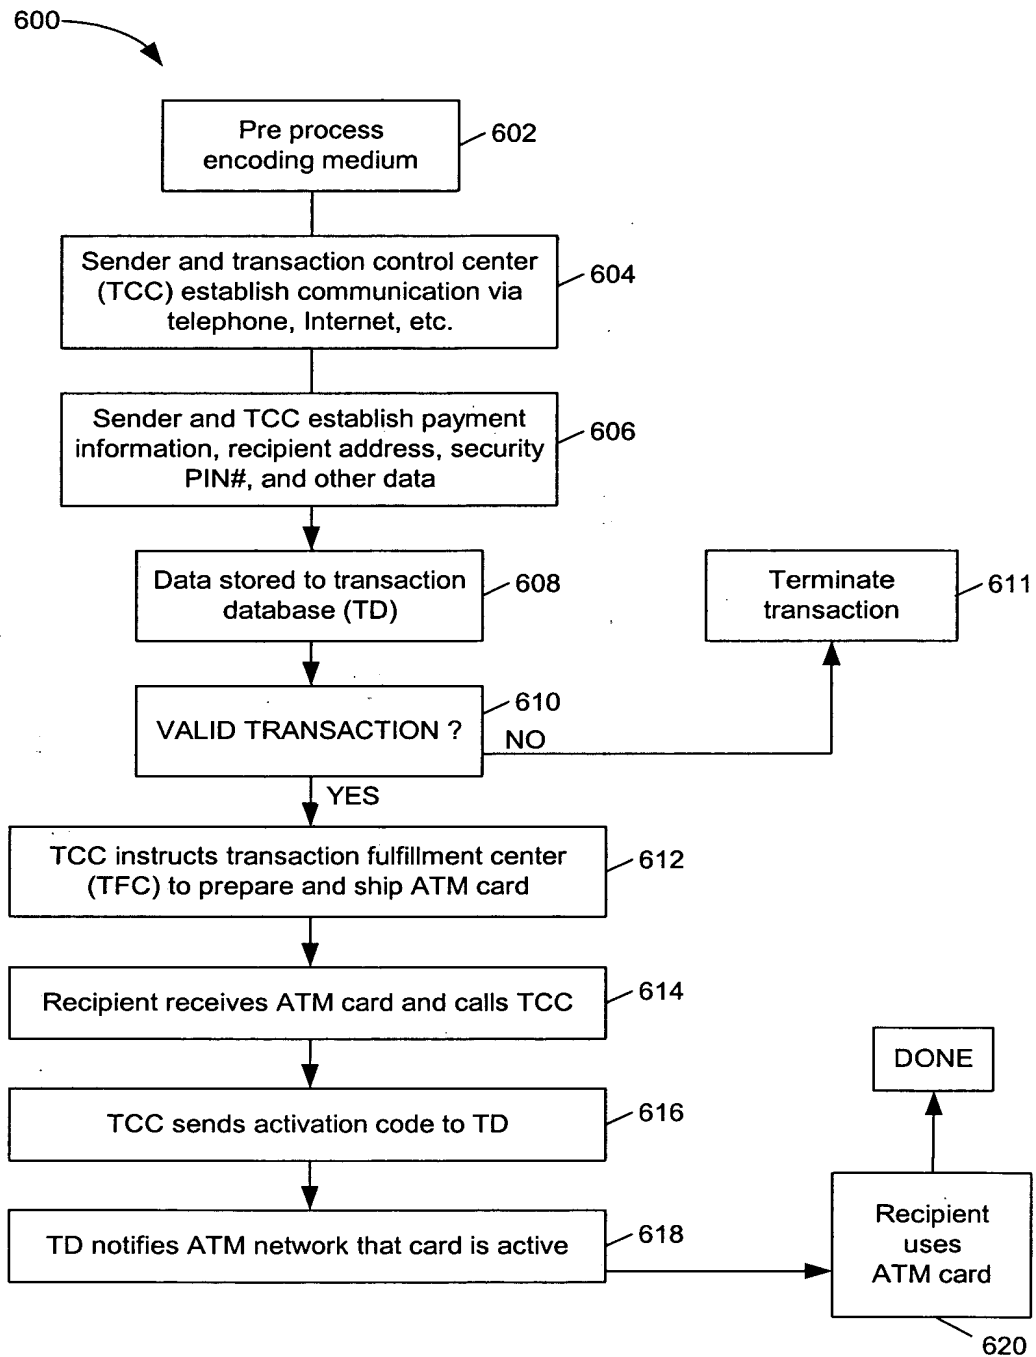 600
Pre process
encoding medium
602
Sender and transaction control center
(TCC) establish communication via
telephone, Internet, etc.
604
Sender and TCC establish payment
information, recipient address, security
PIN#, and other data
606
Data stored to transaction
database (TD)
608
Terminate
transaction
611
VALID TRANSACTION ?
610
NO
YES
TCC instructs transaction fulfillment center
(TFC) to prepare and ship ATM card
612
Recipient receives ATM card and calls TCC
614
TCC sends activation code to TD
616
TD notifies ATM network that card is active
618
DONE
Recipient
uses
ATM card
620